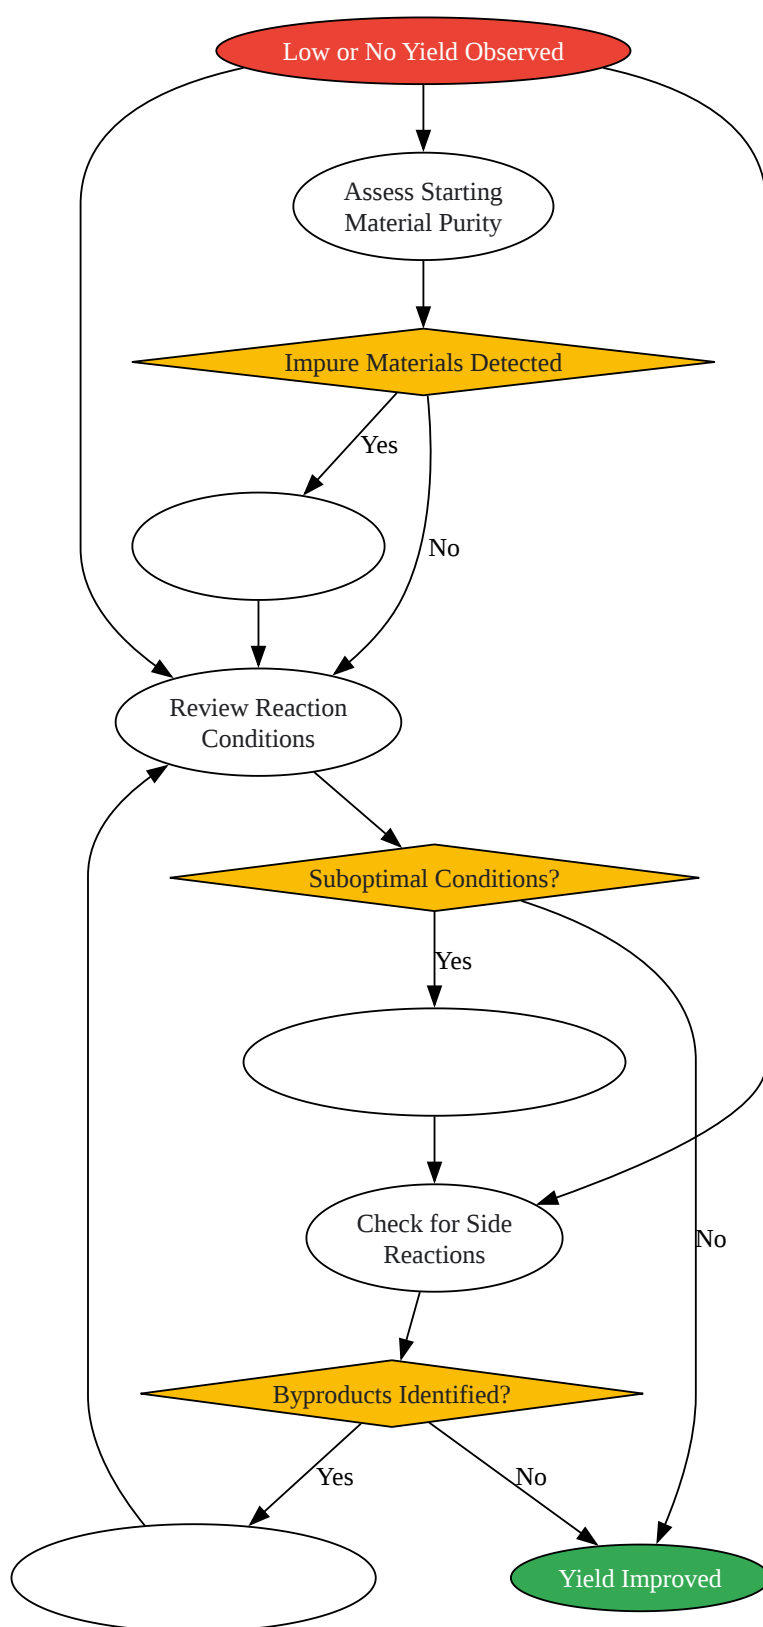 Low or No Yield Observed
Assess Starting
Material Purity
Impure Materials Detected
Yes
No
Review Reaction
Conditions
Suboptimal Conditions?
Yes
Check for Side
Reactions
No
Byproducts Identified?
Yes
No
Yield Improved